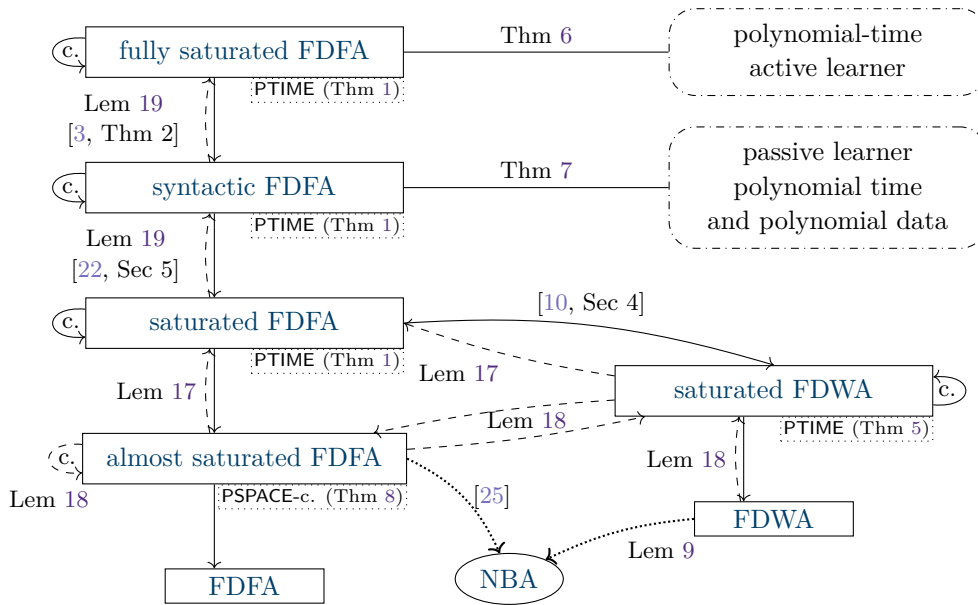 c.
fully saturated FDFA
PTIME (Thm 1)
Thm 6
polynomial-time
active learner
Lem 19
[3, Thm 2]
c.
syntactic FDFA
PTIME (Thm 1)
Thm 7
passive learner
polynomial time
and polynomial data
Lem 19
[22, Sec 5]
c.
saturated FDFA
PTIME (Thm 1)
[10, Sec 4]
Lem 17
Lem 17
saturated FDWA
c.
PTIME (Thm 5)
Lem 18
c.
almost saturated FDFA
Lem 18
PSPACE-c. (Thm 8)
Lem 18
[25]
FDWA
Lem 9
FDFA
NBA